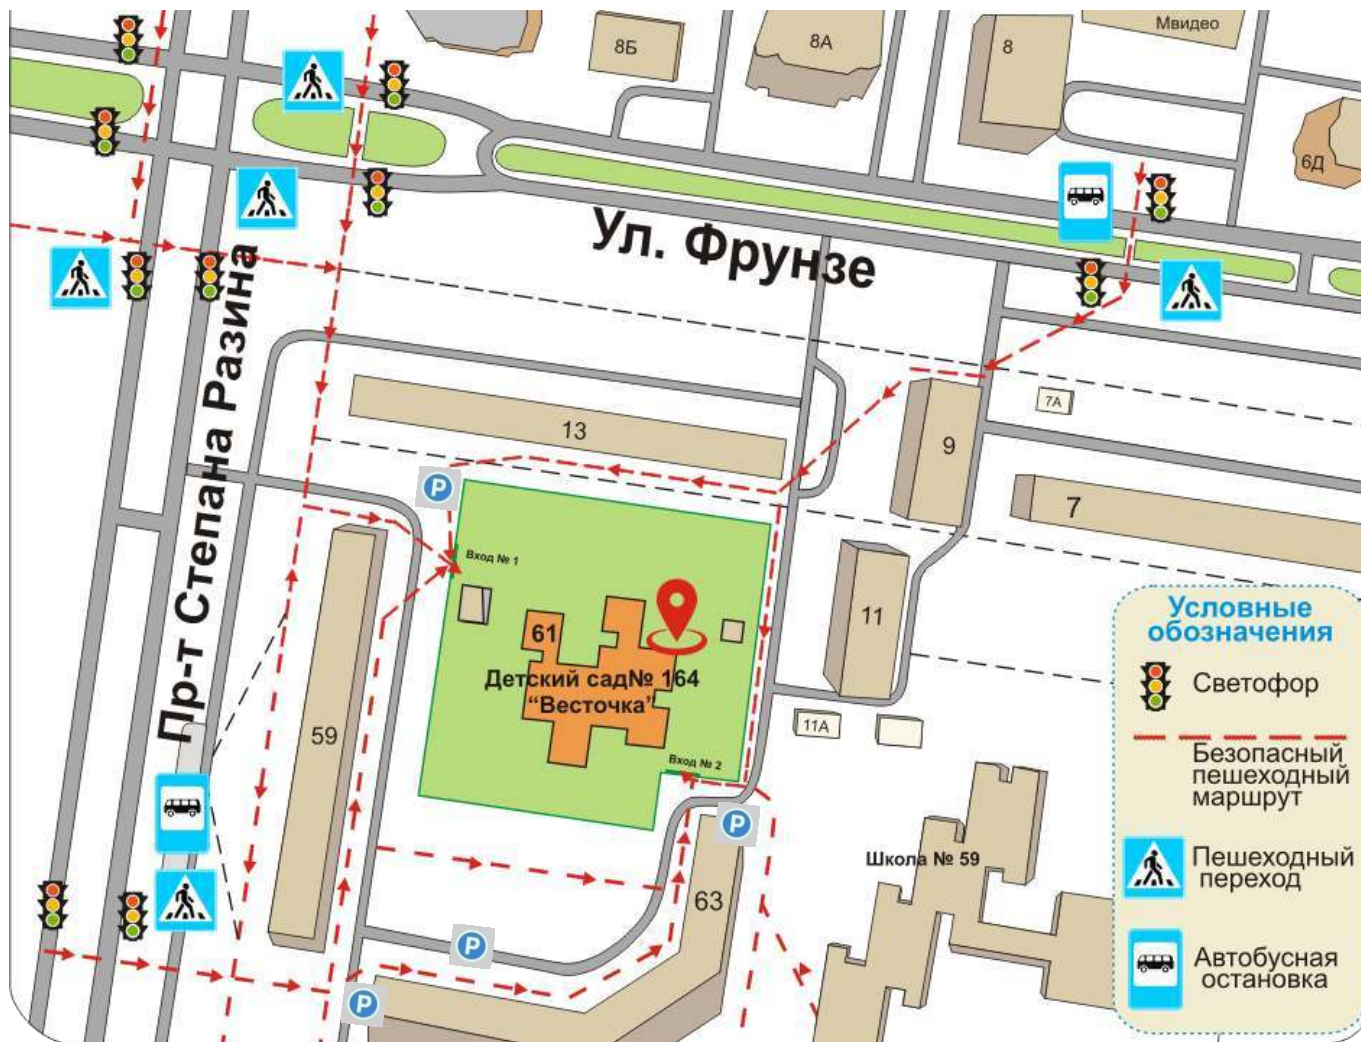 8Б
8А
8
Мвидео
6Д
Ул. Фрунзе
Пр-т Степана Разина
13
9
7А
7
P
Вход № 1
61
Детский сад№ 164
“Весточка”
11
11А
59
Вход № 2
P
Школа № 59
63
P
P
Условные
обозначения
Светофор
Безопасный
пешеходный
маршрут
Пешеходный
переход
Автобусная
остановка